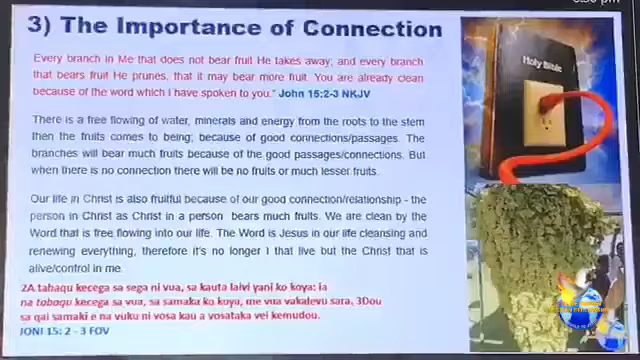 3) The Importance of Connection
Every branch in Me that does not bear fruit He takes away; and every branch
that bears fruit He prunes, that it may bear more fruit. You are already clean
because of the word which I have spoken to you." John 15:2-3 NKJV
There is a free flowing of water, minerals and energy from the roots to the stem
then the fruits comes to being; because of good connections/passages. The
branches will bear much fruits because of the good passages/connections. But
when there is no connection there will be no fruits or much lesser fruits.
Our life in Christ is also fruitful because of our good connection/relationship - the
person in Christ as Christ in a person bears much fruits. We are clean by the
Word that is free flowing into our life. The Word is Jesus in our life cleansing and
renewing everything, therefore it's no longer I that live but the Christ that is
alive/control in me.
2A tabaqu kecega sa sega ni vua, sa kauta laivi yani ko koya: ia
na tabaqu kecega sa vua, sa samaka ko koya, me vua vakalevu sara. 3Dou
sa qai samaki e na vuku ni vosa kau a vosataka vei kemudou.
JONI 15: 2 - 3 FOV
Holy Bible